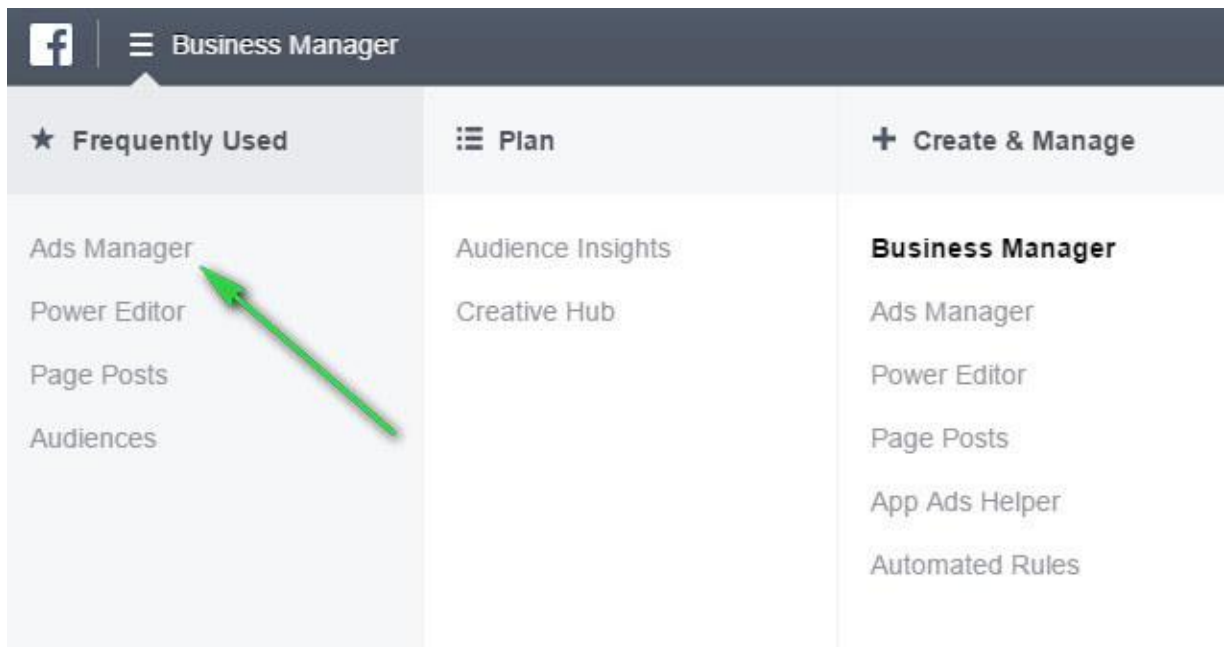 Business Manager
Frequently Used
Ads Manager
Power Editor
Page Posts
Audiences
Plan
Audience Insights
Creative Hub
Create & Manage
Business Manager
Ads Manager
Power Editor
Page Posts
App Ads Helper
Automated Rules